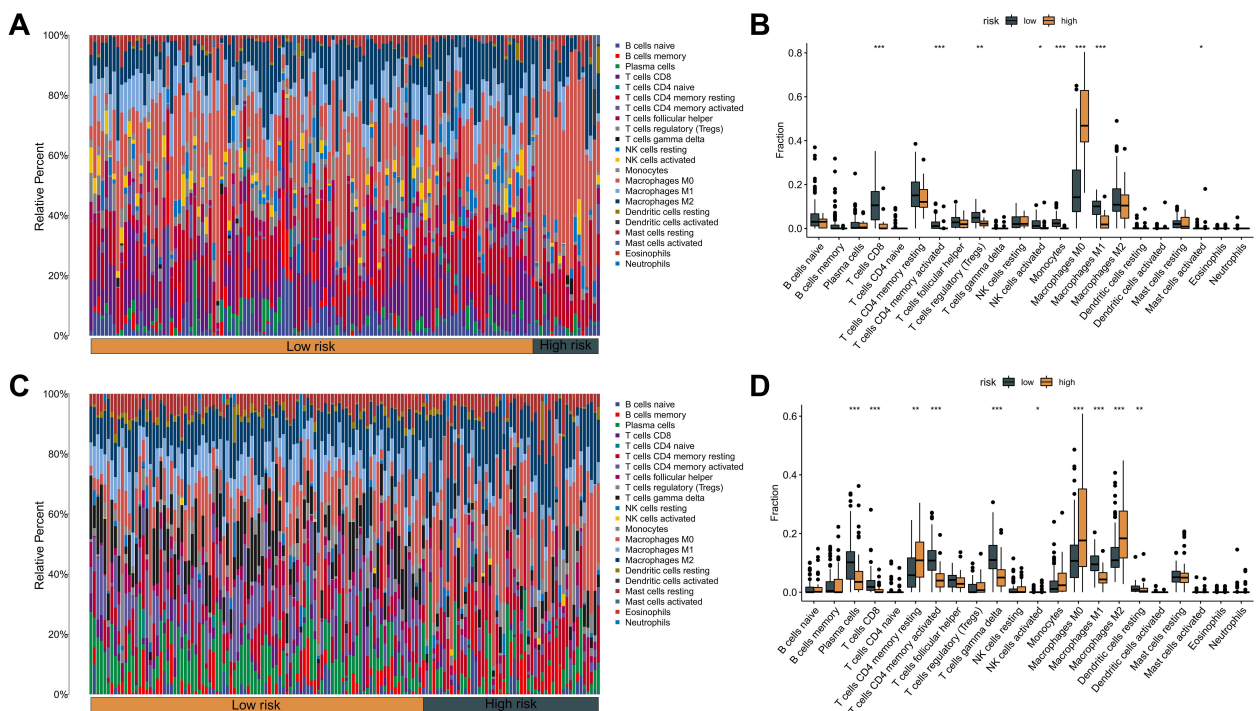 A
Relative Percent
100%
80%
60%
40%
20%
0%
Low risk
High risk
B cells naive
B cells memory
Plasma cells
T cells CD8
T cells CD4 naive
T cells CD4 memory resting
T cells CD4 memory activated
T cells follicular helper
T cells regulatory (Tregs)
T cells gamma delta
NK cells resting
NK cells activated
Monocytes
Macrophages M0
Macrophages M1
Macrophages M2
Dendritic cells resting
Dendritic cells activated
Mast cells resting
Mast cells activated
Eosinophils
Neutrophils
B
risk low high
Fraction
0.8
0.6
0.4
0.2
0.0
*** *** ** * *** *** *** *
B cells naive
B cells memory
Plasma cells
T cells CD8
T cells CD4 naive
T cells CD4 memory resting
T cells CD4 memory activated
T cells follicular helper
T cells regulatory (Tregs)
T cells gamma delta
NK cells resting
NK cells activated
Monocytes
Macrophages M0
Macrophages M1
Macrophages M2
Dendritic cells resting
Dendritic cells activated
Mast cells resting
Mast cells activated
Eosinophils
Neutrophils
C
Relative Percent
100%
80%
60%
40%
20%
0%
Low risk
High risk
B cells naive
B cells memory
Plasma cells
T cells CD8
T cells CD4 naive
T cells CD4 memory resting
T cells CD4 memory activated
T cells follicular helper
T cells regulatory (Tregs)
T cells gamma delta
NK cells resting
NK cells activated
Monocytes
Macrophages M0
Macrophages M1
Macrophages M2
Dendritic cells resting
Dendritic cells activated
Mast cells resting
Mast cells activated
Eosinophils
Neutrophils
D
risk low high
Fraction
0.6
0.4
0.2
0.0
*** *** ** *** *** * *** *** *** **
B cells naive
B cells memory
Plasma cells
T cells CD8
T cells CD4 naive
T cells CD4 memory resting
T cells CD4 memory activated
T cells follicular helper
T cells regulatory (Tregs)
T cells gamma delta
NK cells resting
NK cells activated
Monocytes
Macrophages M0
Macrophages M1
Macrophages M2
Dendritic cells resting
Dendritic cells activated
Mast cells resting
Mast cells activated
Eosinophils
Neutrophils